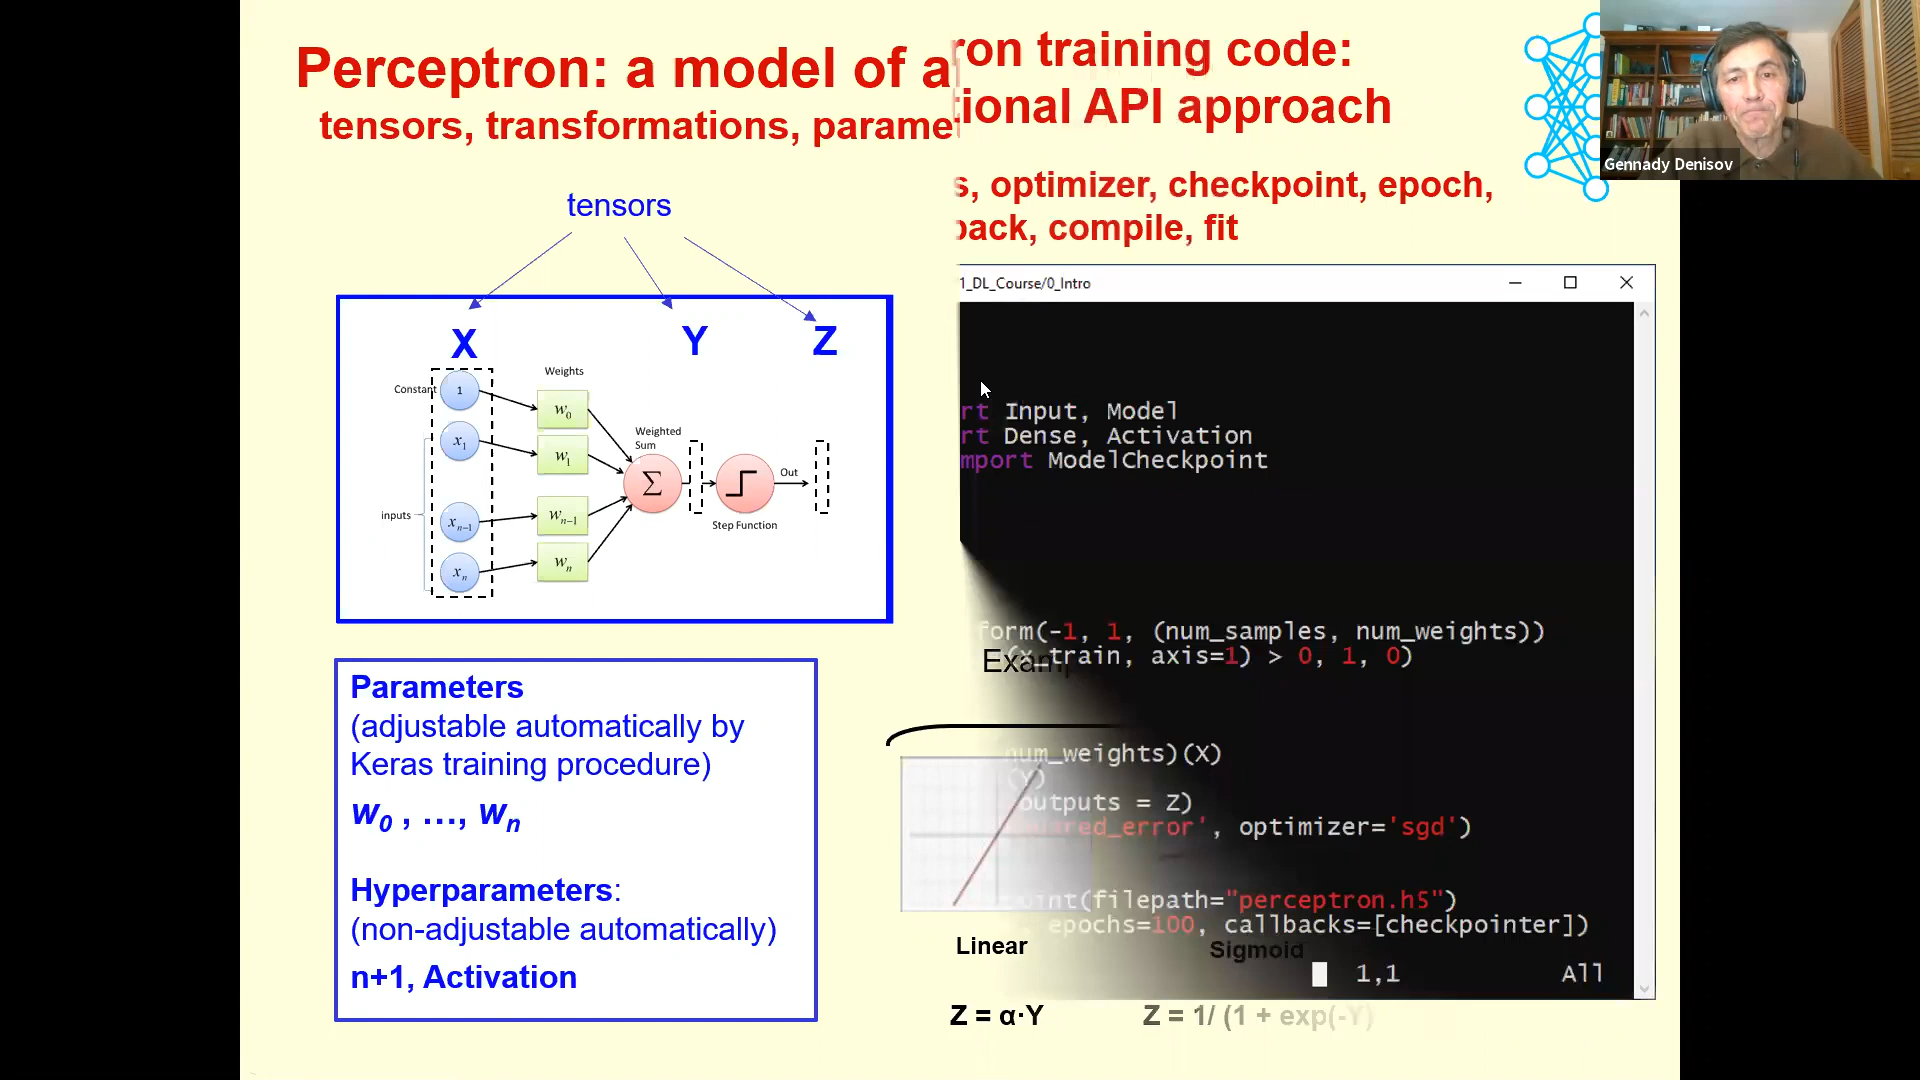 Perceptron: a model of a
tensors, transformations, parame
ron training code:
ional API approach
s, optimizer, checkpoint, epoch,
back, compile, fit
Gennady Denisov
tensors
X Y Z
Constant
1
x1
xn-1
xn
inputs
Weights
w0
w1
wn-1
wn
Weighted
Sum
Σ
Step Function
Out
Parameters
(adjustable automatically by
Keras training procedure)
w0 , …, wn
Hyperparameters:
(non-adjustable automatically)
n+1, Activation
1_DL_Course/0_Intro
rt Input, Model
rt Dense, Activation
mport ModelCheckpoint
form(-1, 1, (num_samples, num_weights))
(x_train, axis=1) > 0, 1, 0)
Exam
num_weights)(X)
(Y)
outputs = Z)
uared_error', optimizer='sgd')
oint(filepath="perceptron.h5")
epochs=100, callbacks=[checkpointer])
1,1 All
Linear
Sigmoid
Z = α·Y
Z = 1/ (1 + exp(-Y)